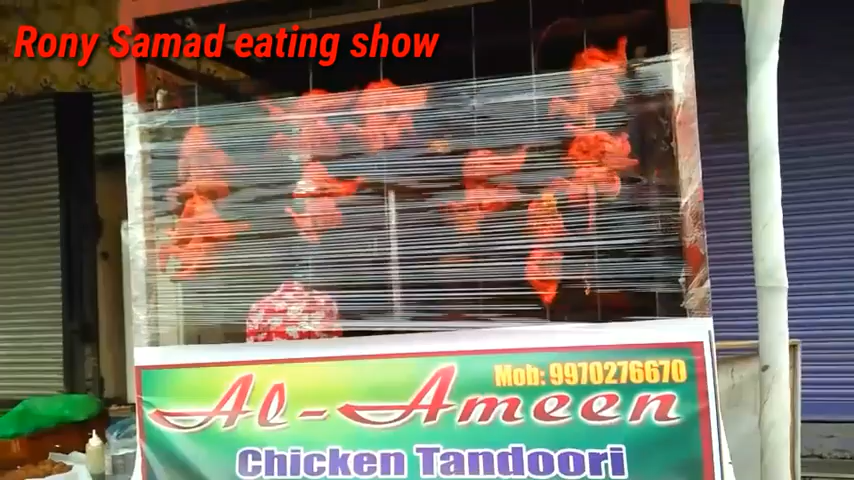 Rony Samad eating show
Mob: 9970276670
Al-Ameen
Chicken Tandoori